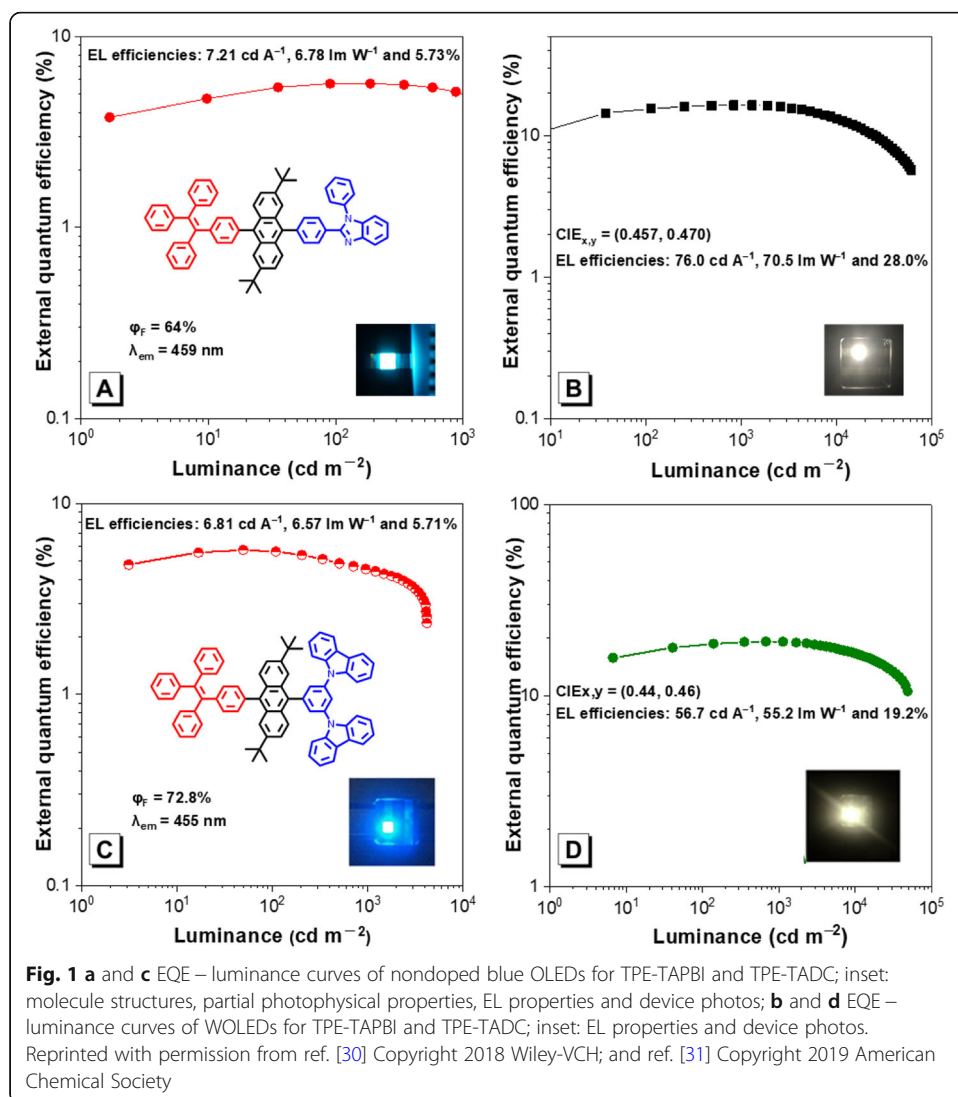 External quantum efficiemcy (%)
10
1
0.1
EL efficiencies: 7.21 cd A⁻¹, 6.78 lm W⁻¹ and 5.73%
N
N
φF = 64%
λem = 459 nm
A
10⁰ 10¹ 10² 10³
Luminance (cd m⁻²)
External quantum efficiency (%)
10
1
0.1
CIEx,y = (0.457, 0.470)
EL efficiencies: 76.0 cd A⁻¹, 70.5 lm W⁻¹ and 28.0%
B
10¹ 10² 10³ 10⁴ 10⁵
Luminance (cd m⁻²)
External quantum efficiency (%)
10
1
0.1
EL efficiencies: 6.81 cd A⁻¹, 6.57 lm W⁻¹ and 5.71%
N
N
φF = 72.8%
λem = 455 nm
C
10⁰ 10¹ 10² 10³ 10⁴
Luminance (cd m⁻²)
External quantum efficiency (%)
100
10
1
CIEx,y = (0.44, 0.46)
EL efficiencies: 56.7 cd A⁻¹, 55.2 lm W⁻¹ and 19.2%
D
10⁰ 10¹ 10² 10³ 10⁴ 10⁵
Luminance (cd m⁻²)
Fig. 1 a and c EQE – luminance curves of nondoped blue OLEDs for TPE-TAPBI and TPE-TADC; inset:
molecule structures, partial photophysical properties, EL properties and device photos; b and d EQE –
luminance curves of WOLEDs for TPE-TAPBI and TPE-TADC; inset: EL properties and device photos.
Reprinted with permission from ref. [30] Copyright 2018 Wiley-VCH; and ref. [31] Copyright 2019 American
Chemical Society